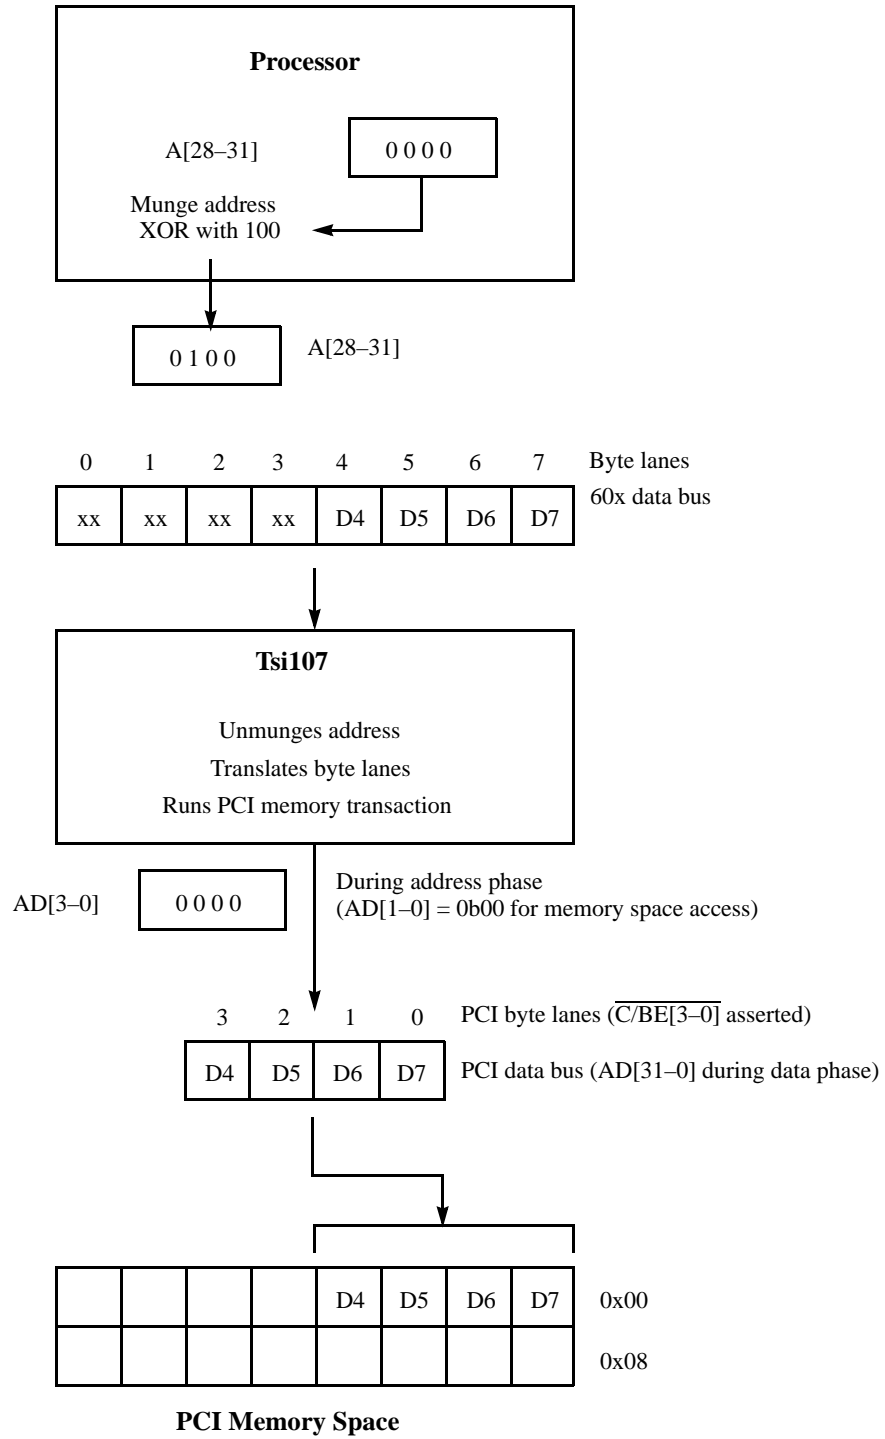 Processor
A[28–31] 0 0 0 0
Munge address
XOR with 100
0 1 0 0 A[28–31]
0 1 2 3 4 5 6 7 Byte lanes
xx xx xx xx D4 D5 D6 D7 60x data bus
Tsi107
Unmunges address
Translates byte lanes
Runs PCI memory transaction
During address phase
AD[3–0] 0 0 0 0 (AD[1–0] = 0b00 for memory space access)
3 2 1 0 PCI byte lanes (C/BE[3–0] asserted)
D4 D5 D6 D7 PCI data bus (AD[31–0] during data phase)
D4 D5 D6 D7 0x00
0x08
PCI Memory Space